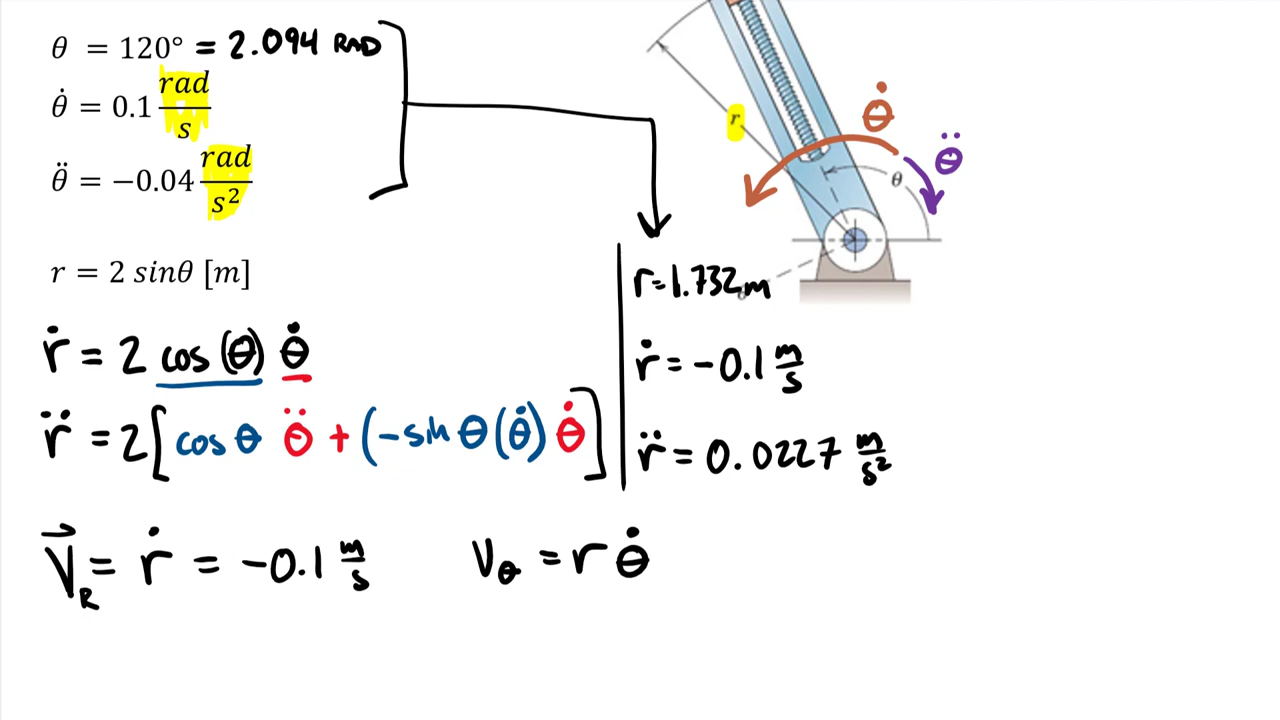 θ = 120° = 2.094 RAD
θ̇ = 0.1 rad/s
θ̈ = −0.04 rad/s²
r = 2 sinθ [m]
ṙ = 2 cos(θ) θ̇
r̈ = 2[cos θ θ̈ + (−sin θ(θ̇) θ̇]
r
θ̇
θ̈
θ
r = 1.732m
ṙ = −0.1 m/s
r̈ = 0.0227 m/s²
V⃗R = ṙ = −0.1 m/s
Vθ = r θ̇